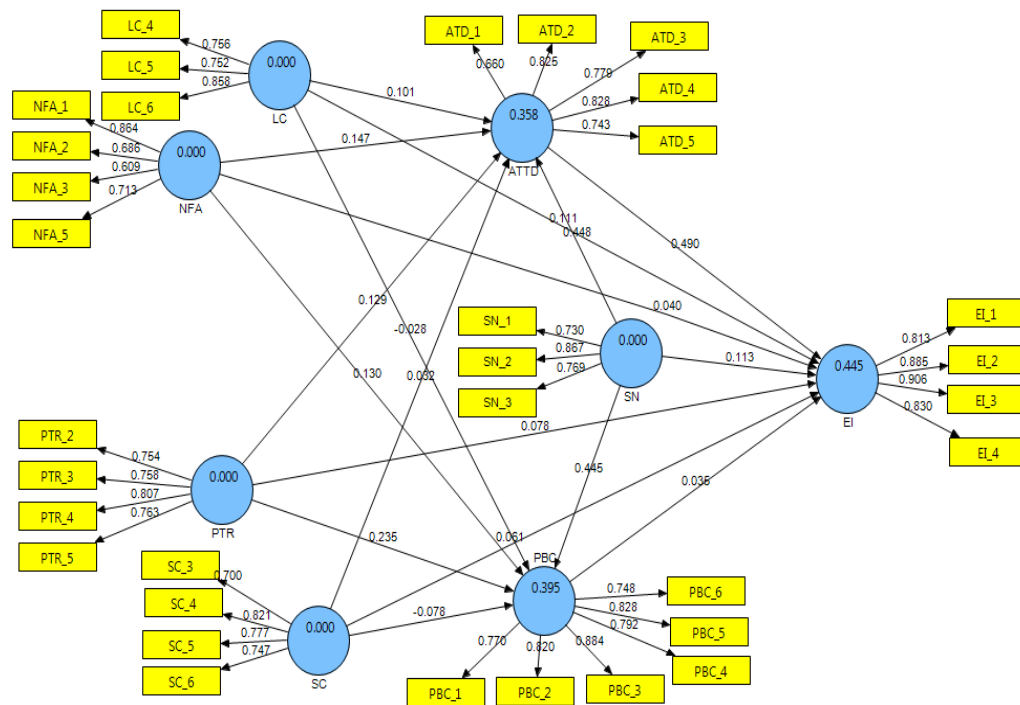 LC_4
LC_5
LC_6
0.756
0.752
0.858
0.000
LC
NFA_1
NFA_2
NFA_3
NFA_5
0.864
0.686
0.609
0.713
0.000
NFA
ATD_1
ATD_2
ATD_3
ATD_4
ATD_5
0.660
0.825
0.779
0.828
0.743
0.358
ATTD
0.101
0.147
0.111
0.448
0.490
0.040
0.129
-0.028
0.032
0.130
SN_1
SN_2
SN_3
0.730
0.867
0.769
0.000
SN
0.113
0.078
0.445
0.035
0.445
EI
EI_1
EI_2
EI_3
EI_4
0.813
0.885
0.906
0.830
PTR_2
PTR_3
PTR_4
PTR_5
0.754
0.758
0.807
0.763
0.000
PTR
0.235
0.061
-0.078
SC_3
SC_4
SC_5
SC_6
0.700
0.821
0.777
0.747
0.000
SC
PBC
0.395
0.748
0.828
0.792
0.884
0.820
0.770
PBC_6
PBC_5
PBC_4
PBC_3
PBC_2
PBC_1